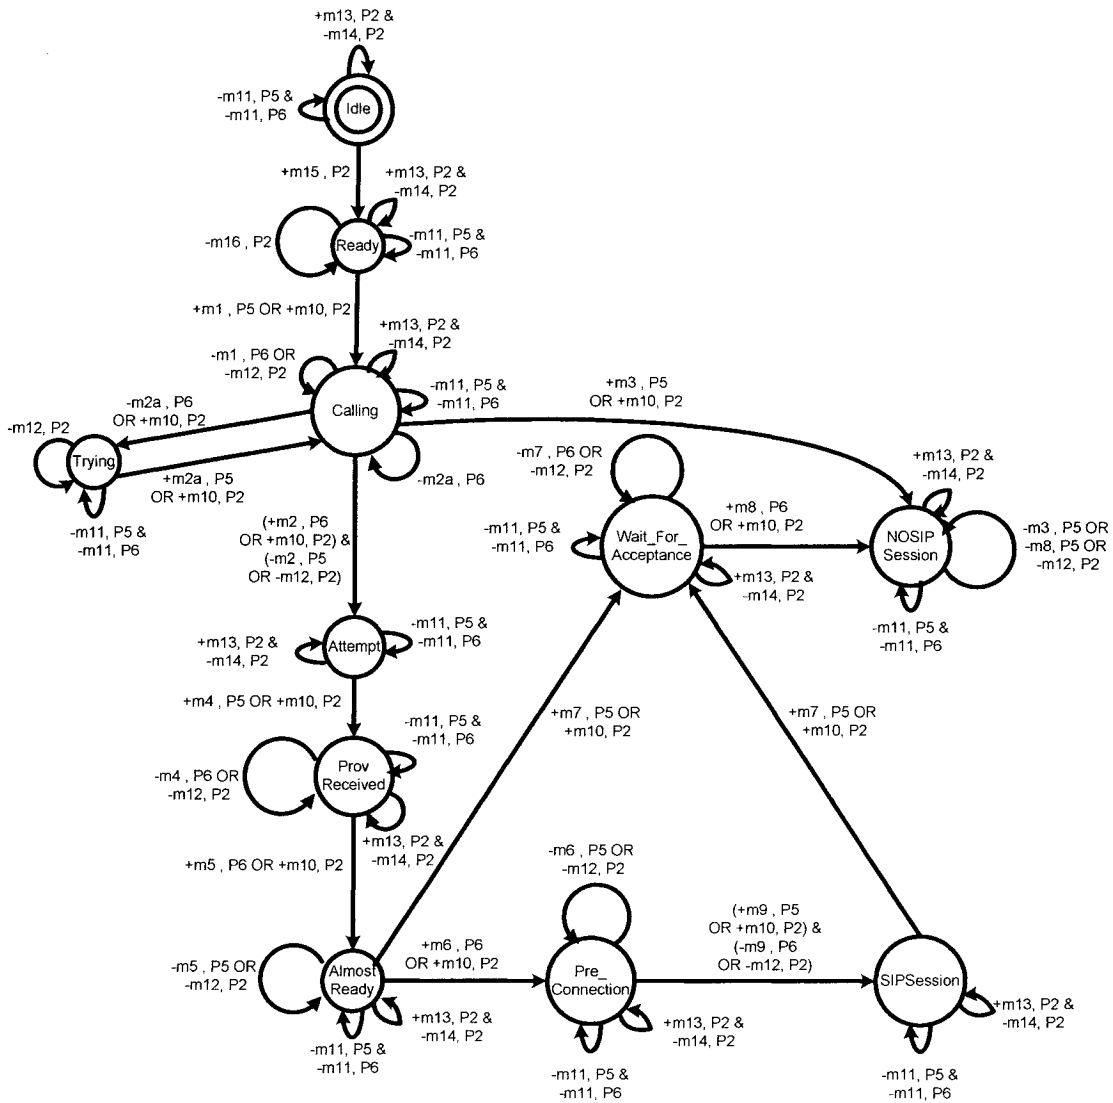 +m13, P2 &
-m14, P2
-m11, P5 &
-m11, P6
Idle
+m15 , P2
+m13, P2 &
-m14, P2
-m16 , P2
Ready
-m11, P5 &
-m11, P6
+m1 , P5 OR +m10, P2
+m13, P2 &
-m14, P2
-m1 , P6 OR
-m12, P2
Calling
-m11, P5 &
-m11, P6
+m3 , P5
OR +m10, P2
-m2a , P6
OR +m10, P2
-m12, P2
Trying
+m2a , P5
OR +m10, P2
-m11, P5 &
-m11, P6
-m2a , P6
(+m2 , P6
OR +m10, P2) &
(-m2 , P5
OR -m12, P2)
-m7 , P6 OR
-m12, P2
-m11, P5 &
-m11, P6
Wait_For_
Acceptance
+m8 , P6
OR +m10, P2
+m13, P2 &
-m14, P2
+m13, P2 &
-m14, P2
NOSIP
Session
-m3 , P5 OR
-m8, P5 OR
-m12, P2
-m11, P5 &
-m11, P6
+m13, P2 &
-m14, P2
Attempt
-m11, P5 &
-m11, P6
+m4 , P5 OR +m10, P2
-m11, P5 &
-m11, P6
-m4 , P6 OR
-m12, P2
Prov
Received
+m13, P2 &
-m14, P2
+m7 , P5 OR
+m10, P2
+m7 , P5 OR
+m10, P2
+m5 , P6 OR +m10, P2
-m5 , P5 OR
-m12, P2
Almost
Ready
+m6 , P6
OR +m10, P2
+m13, P2 &
-m14, P2
-m11, P5 &
-m11, P6
-m6 , P5 OR
-m12, P2
Pre_
Connection
+m13, P2 &
-m14, P2
-m11, P5 &
-m11, P6
(+m9 , P5
OR +m10, P2) &
(-m9 , P6
OR -m12, P2)
SIPSession
+m13, P2 &
-m14, P2
-m11, P5 &
-m11, P6